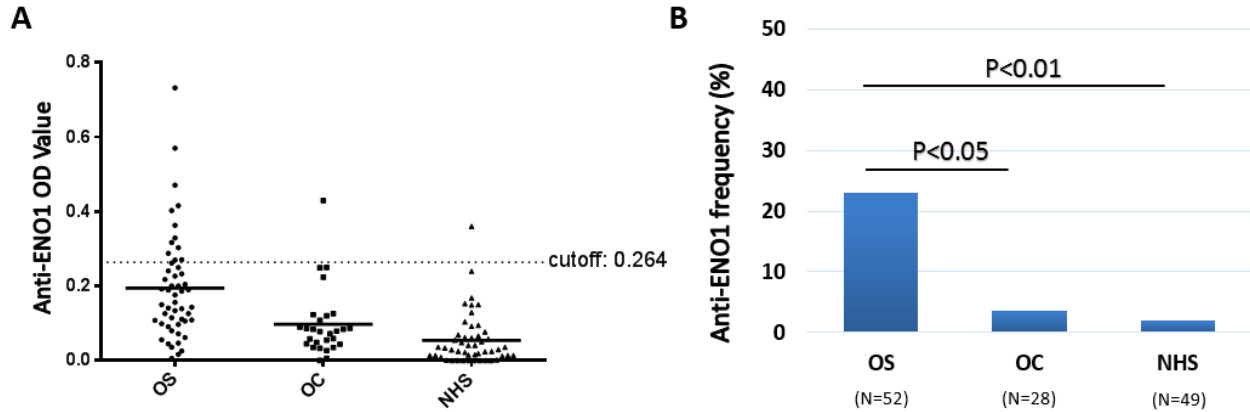 A
Anti-ENO1 OD Value
0.8
0.6
0.4
0.2
0.0
cutoff: 0.264
OS
OC
NHS
B
Anti-ENO1 frequency (%)
50
40
30
20
10
0
P<0.01
P<0.05
OS
OC
NHS
(N=52)
(N=28)
(N=49)